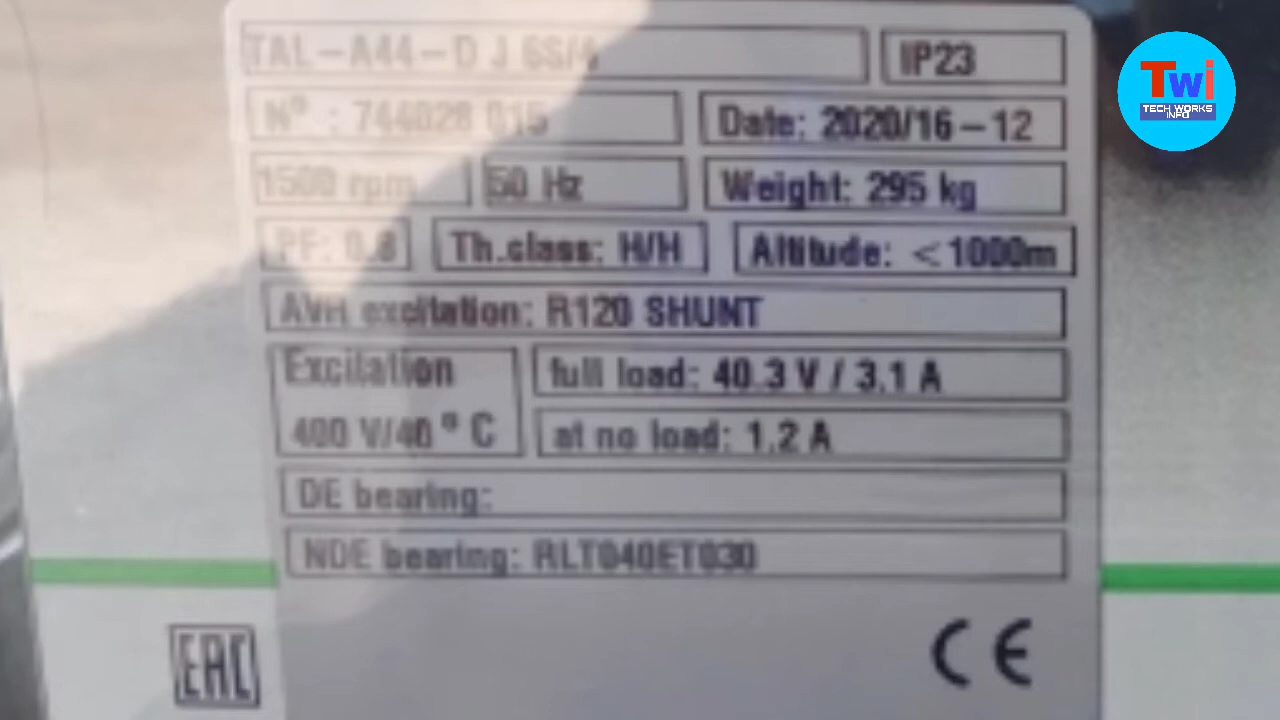 TAL-A44-D J 6S/4
IP23
N° :
Date: 2020/16-12
1500 rpm
50 Hz
Weight: 295 kg
PF: 0.8
Th.class: H/H
Altitude: <1000m
AVR excitation: R120 SHUNT
Excitation
400 V/40° C
full load: 40.3 V / 3.1 A
at no load: 1.2 A
DE bearing:
NDE bearing: RLT040ET030
EAC
CE
Twi
TECH WORKS
INFO